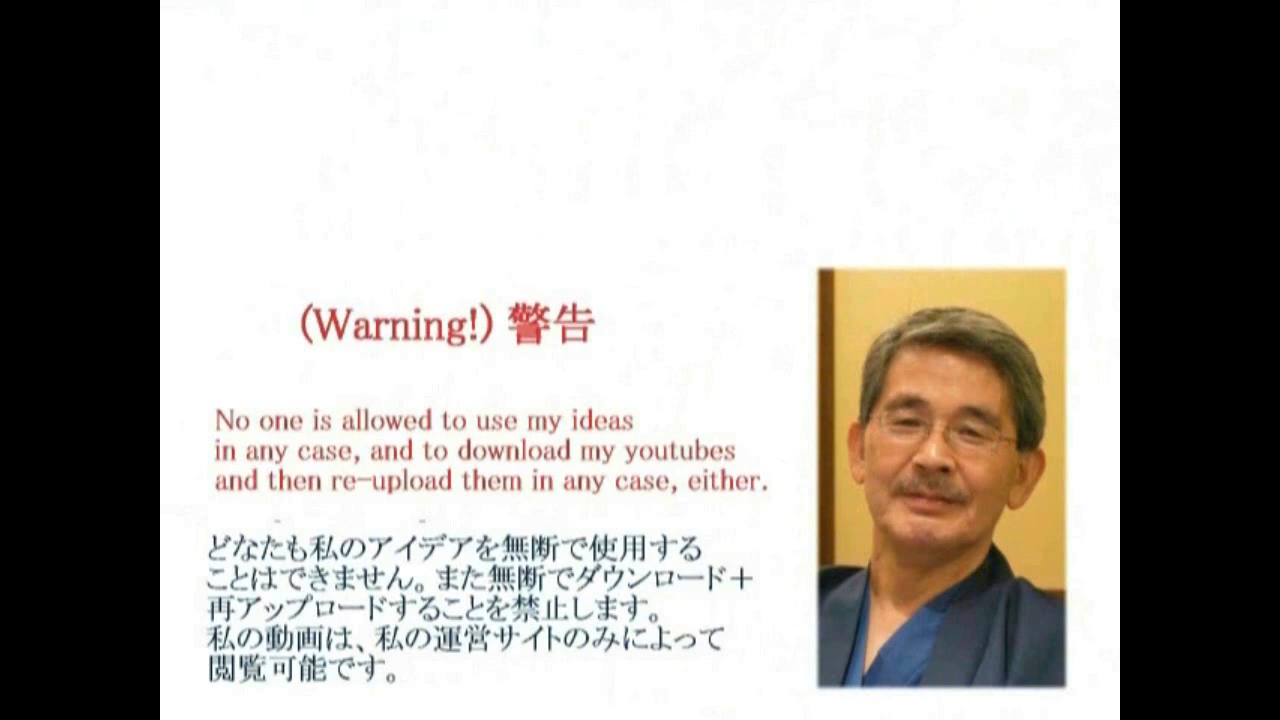 (Warning!) 警告
No one is allowed to use my ideas
in any case, and to download my youtubes
and then re-upload them in any case, either.
どなたも私のアイデアを無断で使用する
ことはできません。また無断でダウンロード＋
再アップロードすることを禁止します。
私の動画は、私の運営サイトのみによって
閲覧可能です。